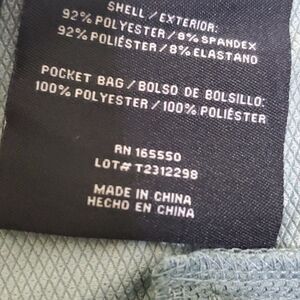 SHELL/EXTERIOR:
92% POLYESTER/8% SPANDEX
92% POLIÉSTER/8% ELASTANO
POCKET BAG/BOLSO DE BOLSILLO:
100% POLYESTER/100% POLIÉSTER
RN 165550
LOT# T2312298
MADE IN CHINA
HECHO EN CHINA